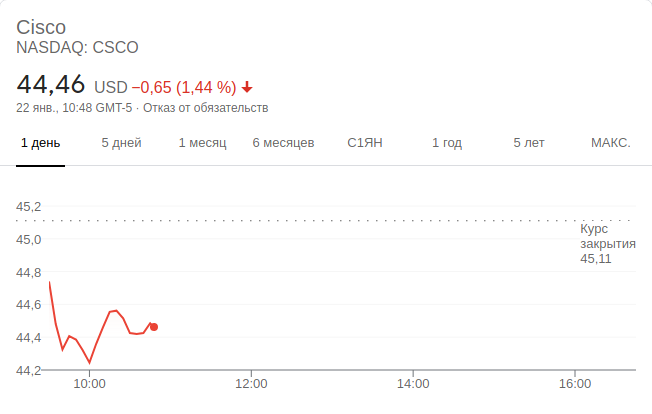 Cisco
NASDAQ: CSCO
44,46 USD −0,65 (1,44 %)
22 янв., 10:48 GMT-5 · Отказ от обязательств
1 день 5 дней 1 месяц 6 месяцев С1ЯН 1 год 5 лет МАКС.
45,2
Курс
закрытия
45,11
45,0
44,8
44,6
44,4
44,2
10:00 12:00 14:00 16:00